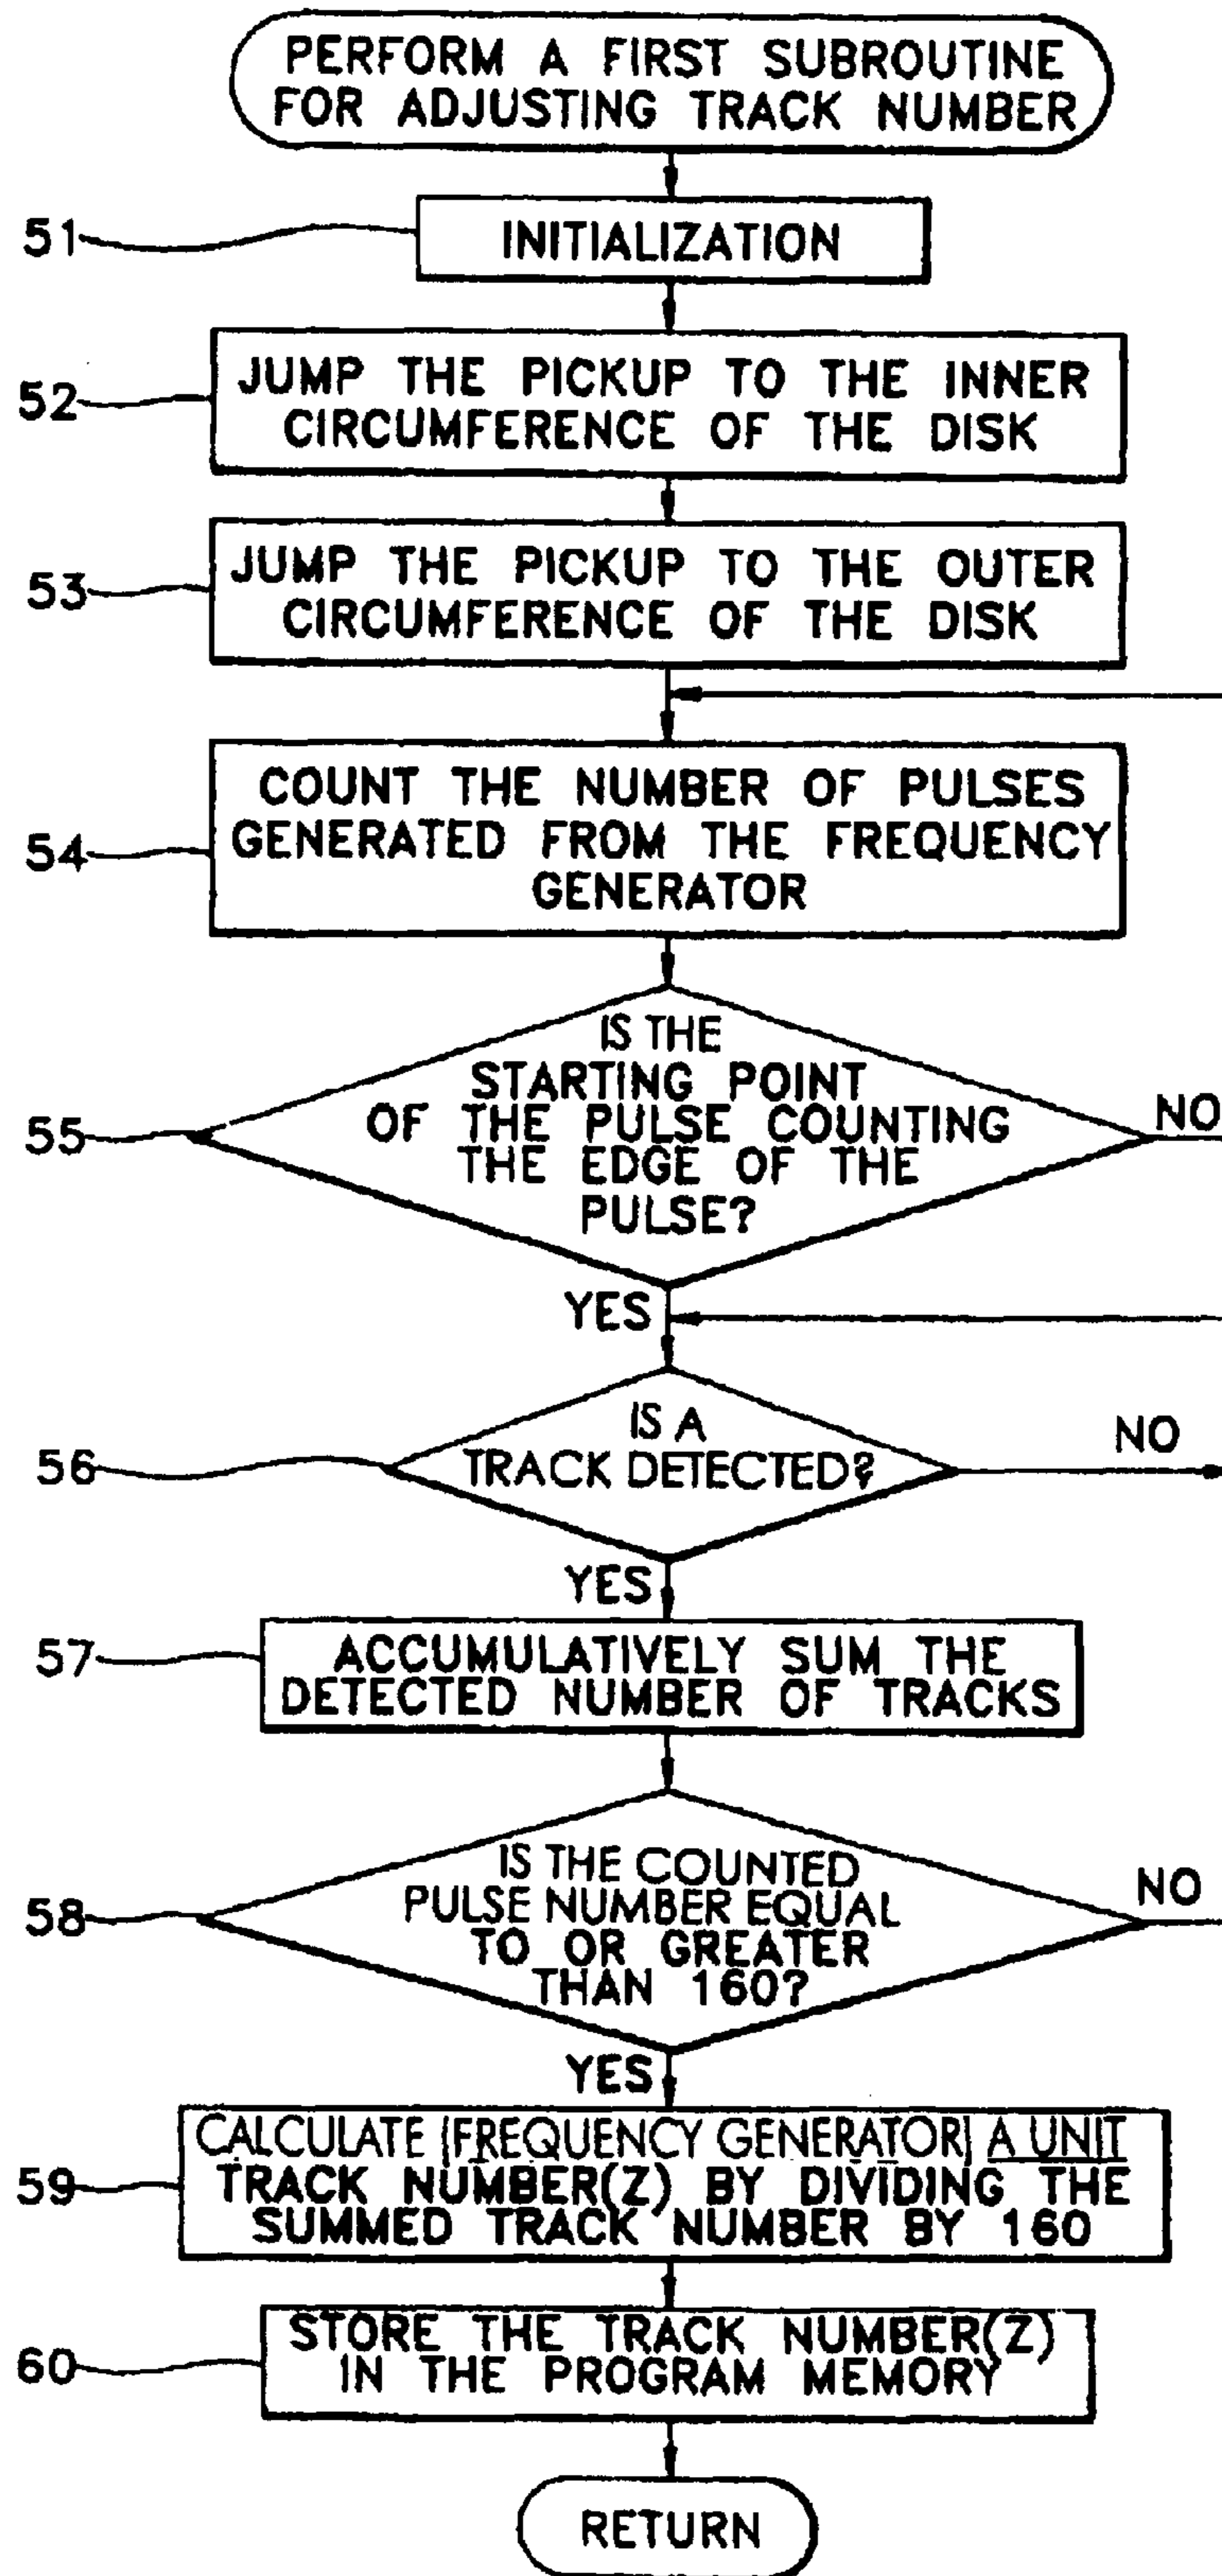 PERFORM A FIRST SUBROUTINE
FOR ADJUSTING TRACK NUMBER
51
INITIALIZATION
52
JUMP THE PICKUP TO THE INNER
CIRCUMFERENCE OF THE DISK
53
JUMP THE PICKUP TO THE OUTER
CIRCUMFERENCE OF THE DISK
54
COUNT THE NUMBER OF PULSES
GENERATED FROM THE FREQUENCY
GENERATOR
55
IS THE
STARTING POINT
OF THE PULSE COUNTING
THE EDGE OF THE
PULSE?
NO
YES
56
IS A
TRACK DETECTED?
NO
YES
57
ACCUMULATIVELY SUM THE
DETECTED NUMBER OF TRACKS
58
IS THE COUNTED
PULSE NUMBER EQUAL
TO OR GREATER
THAN 160?
NO
YES
59
CALCULATE [FREQUENCY GENERATOR] A UNIT
TRACK NUMBER(Z) BY DIVIDING THE
SUMMED TRACK NUMBER BY 160
60
STORE THE TRACK NUMBER(Z)
IN THE PROGRAM MEMORY
RETURN